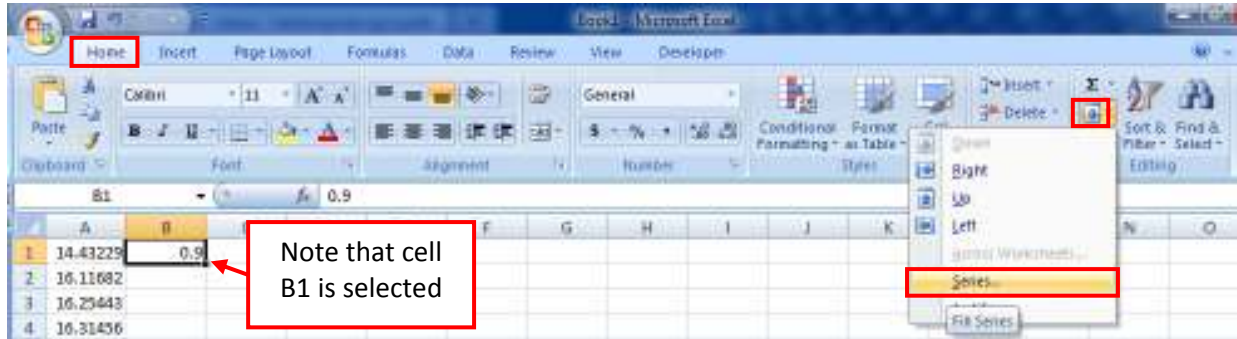 Book1 - Microsoft Excel
Home Insert Page Layout Formulas Data Review View Developer
Calibri 11 A A General Insert Σ
Paste Delete
B I U $ % Conditional Format Sort & Find &
Formatting as Table Filter Select
Clipboard Font Alignment Number Styles Editing
Down
Right
Up
Left
Series...
Fill Series
B1 fx 0.9
A B F G H I J K N O
1 14.43229 0.9
2 16.11682
3 16.25443
4 16.31456
Note that cell
B1 is selected